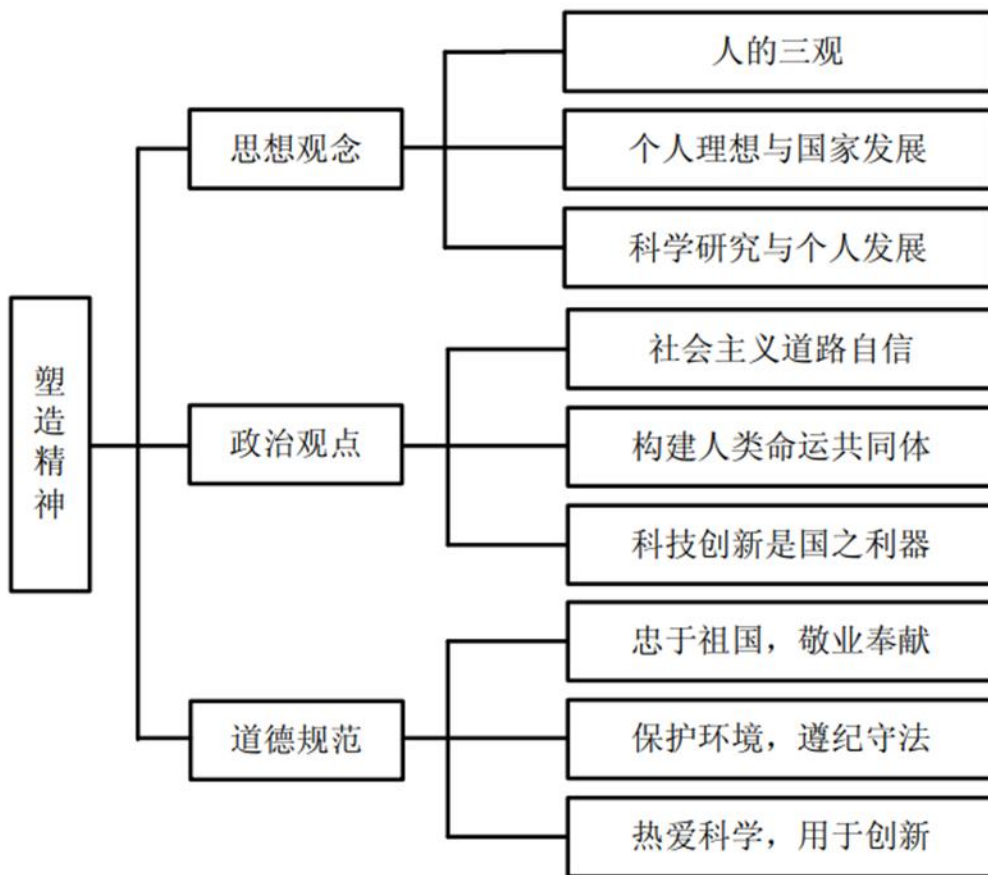 塑造精神
思想观念
人的三观
个人理想与国家发展
科学研究与个人发展
政治观点
社会主义道路自信
构建人类命运共同体
科技创新是国之利器
道德规范
忠于祖国，敬业奉献
保护环境，遵纪守法
热爱科学，用于创新